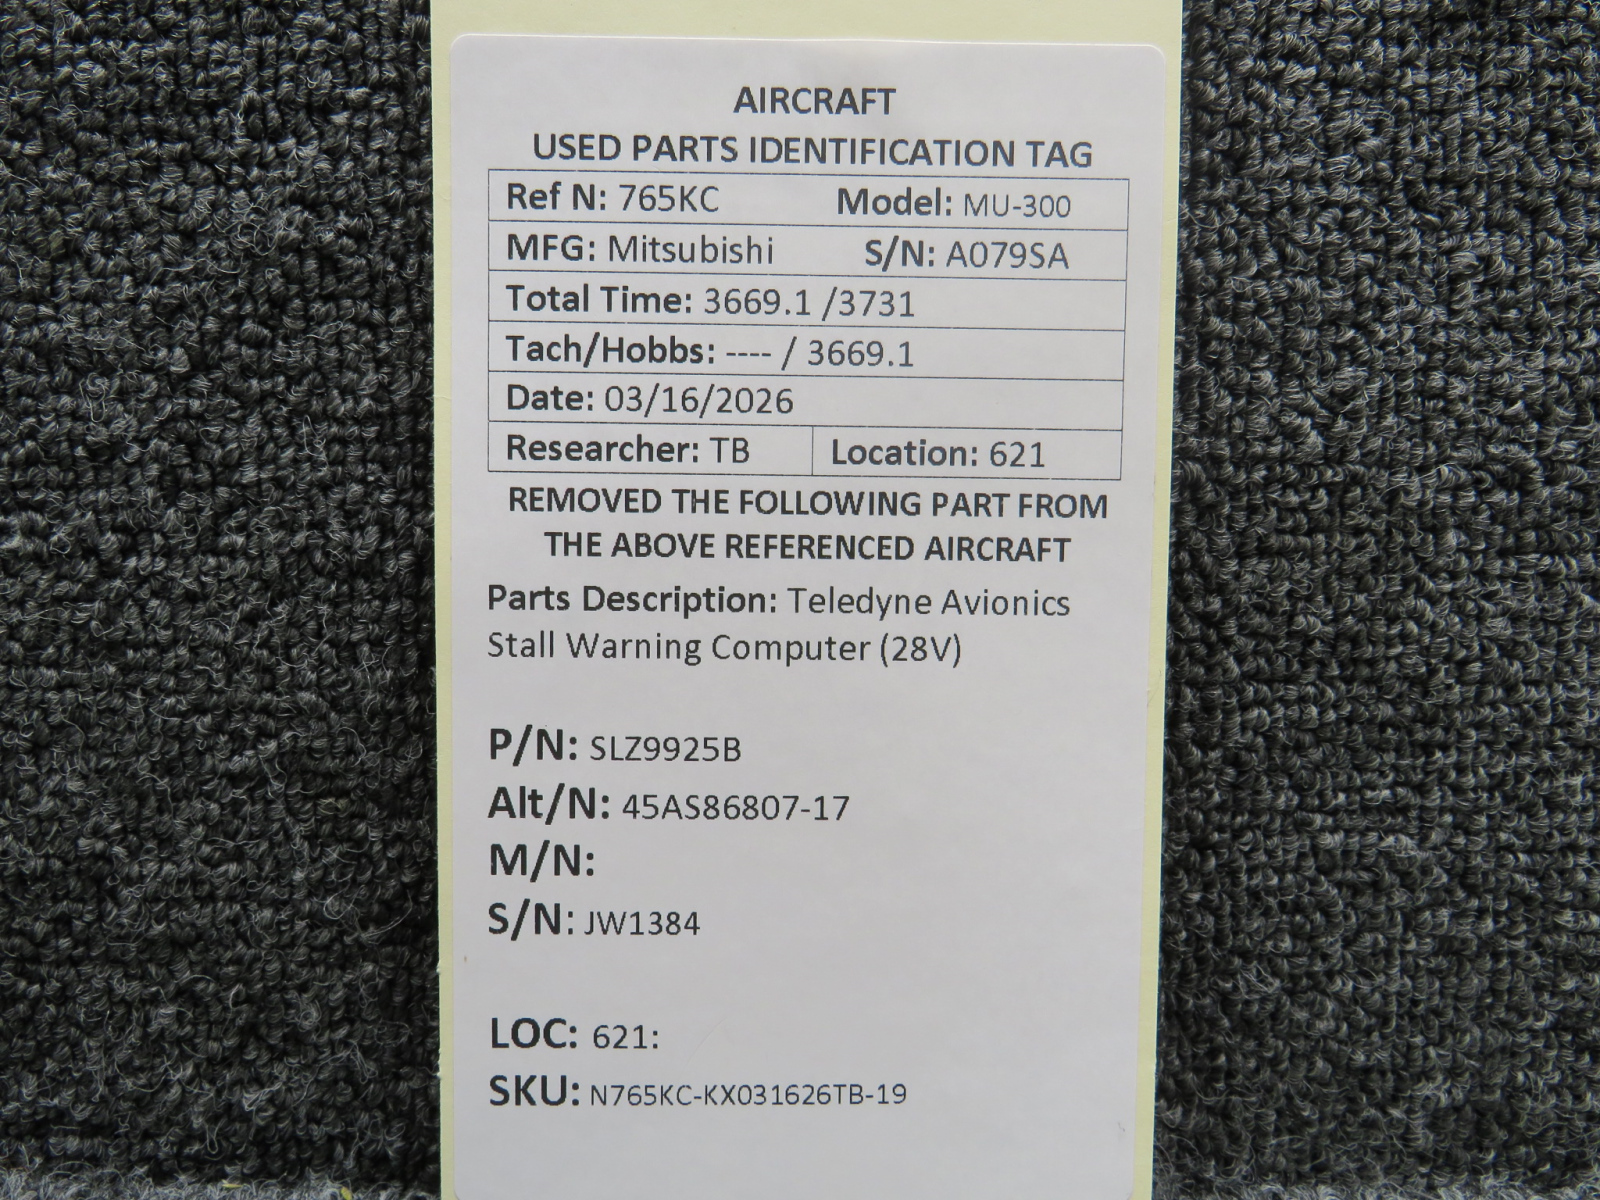 AIRCRAFT
USED PARTS IDENTIFICATION TAG
Ref N: 765KC Model: MU-300
MFG: Mitsubishi S/N: A079SA
Total Time: 3669.1 /3731
Tach/Hobbs: ---- / 3669.1
Date: 03/16/2026
Researcher: TB Location: 621
REMOVED THE FOLLOWING PART FROM
THE ABOVE REFERENCED AIRCRAFT
Parts Description: Teledyne Avionics
Stall Warning Computer (28V)
P/N: SLZ9925B
Alt/N: 45AS86807-17
M/N:
S/N: JW1384
LOC: 621:
SKU: N765KC-KX031626TB-19